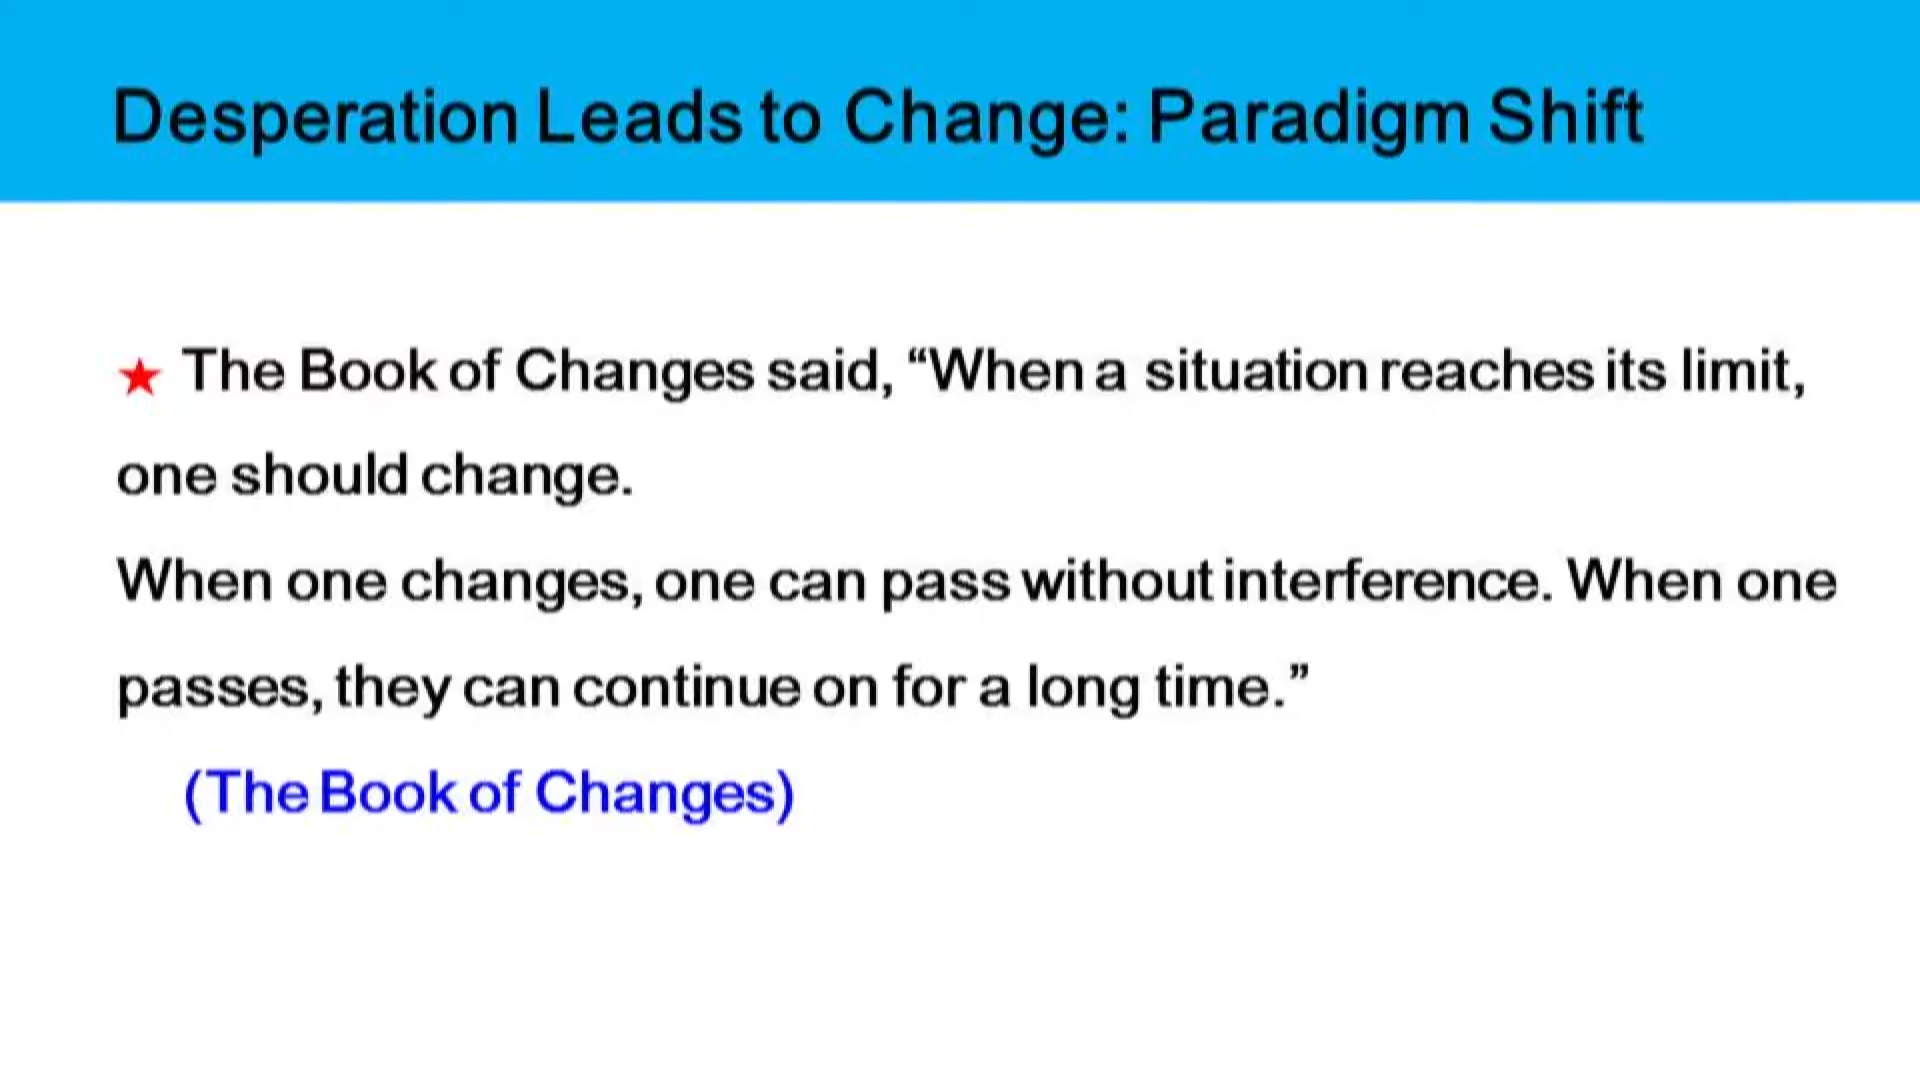 Desperation Leads to Change: Paradigm Shift
★ The Book of Changes said, “When a situation reaches its limit,
one should change.
When one changes, one can pass without interference. When one
passes, they can continue on for a long time.”
(The Book of Changes)